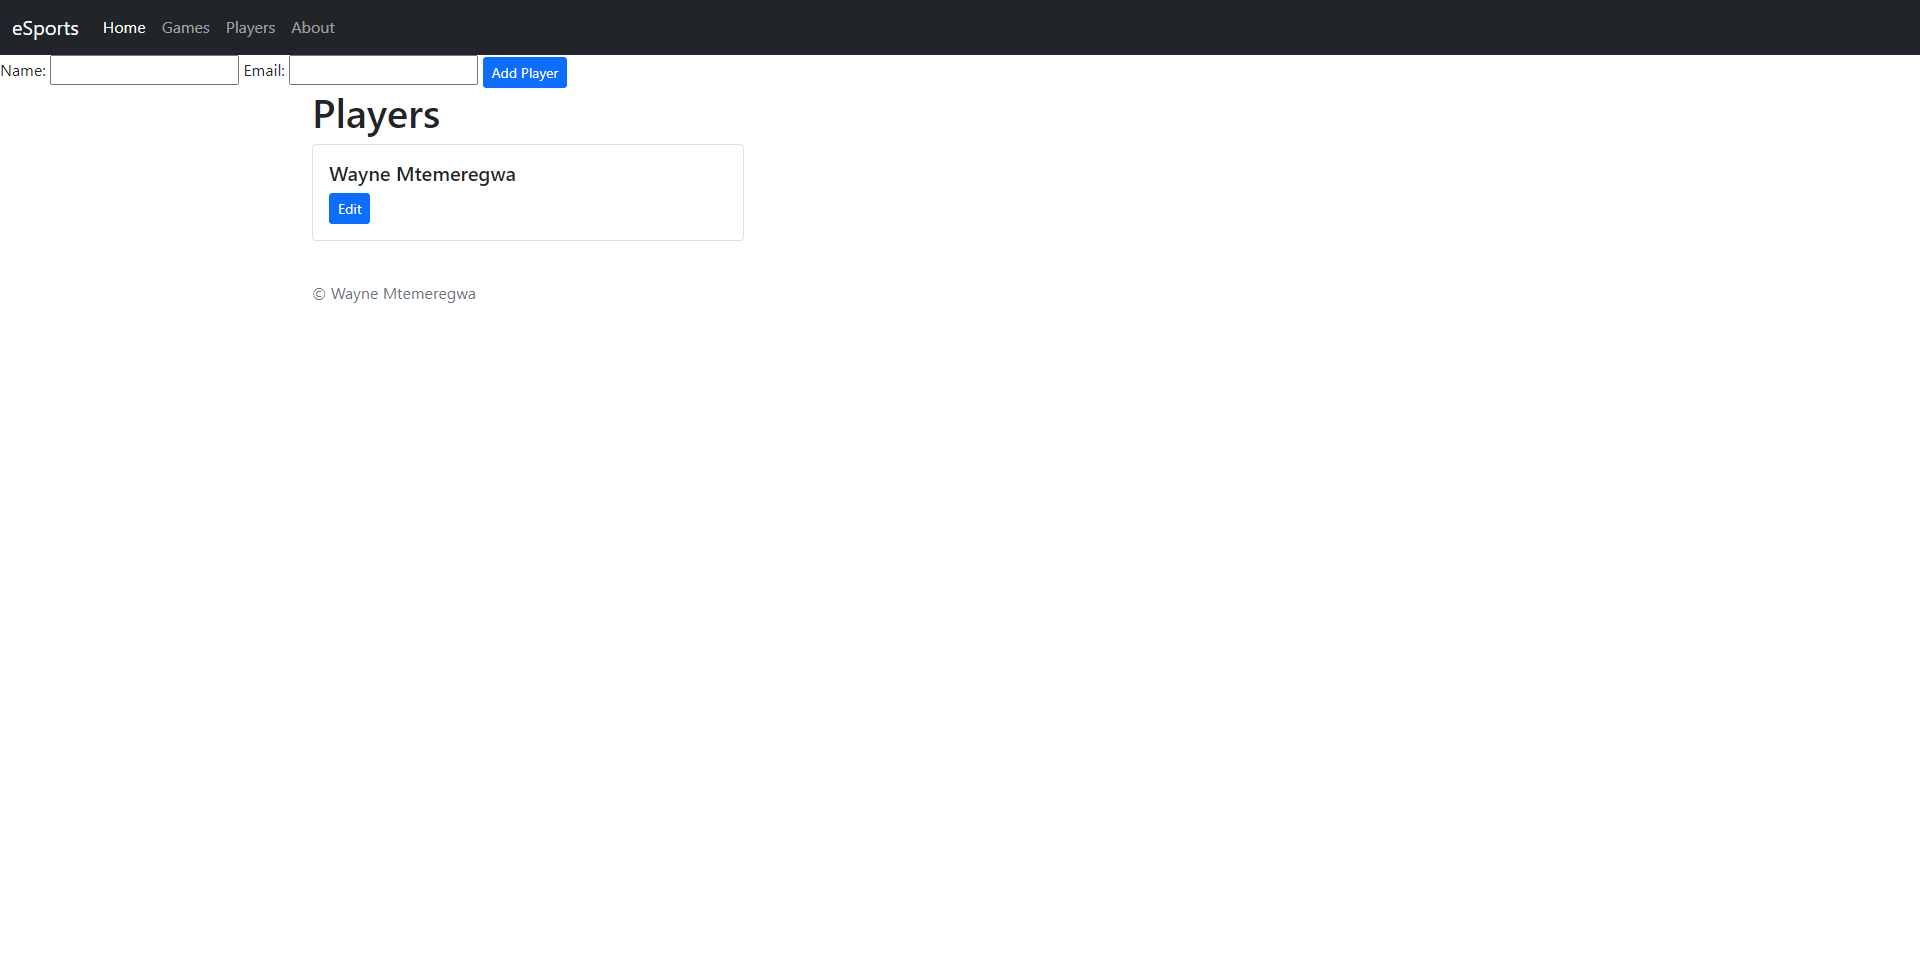 eSports Home Games Players About
Name: Email: Add Player
Players
Wayne Mtemeregwa
Edit
© Wayne Mtemeregwa